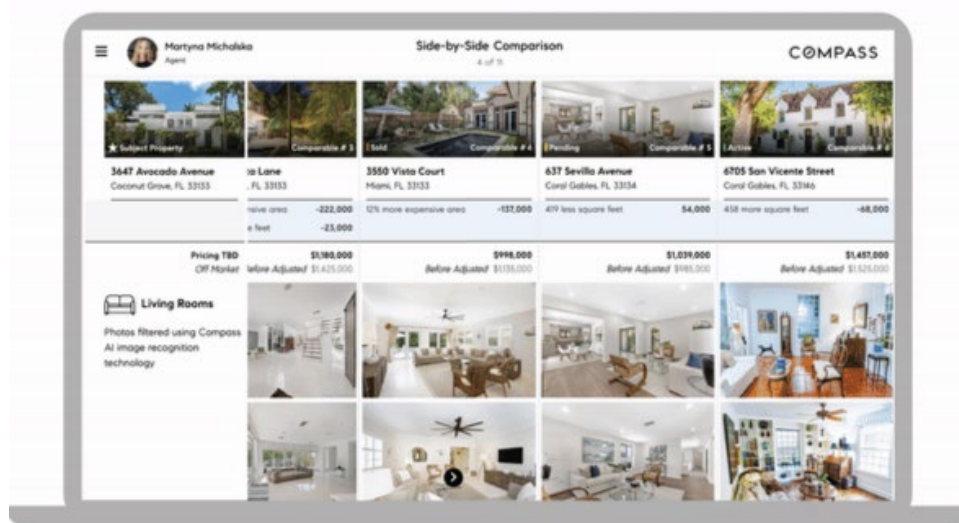 Martyna Michalska
Agent
Side-by-Side Comparison
4 of 11
COMPASS
Subject Property
Comparable # 3
Sold
Comparable # 4
Pending
Comparable # 5
Active
Comparable # 6
3647 Avocado Avenue
Coconut Grove, FL 33133
a Lane
, FL 33133
3550 Vista Court
Miami, FL 33133
637 Sevilla Avenue
Coral Gables, FL 33134
6705 San Vicente Street
Coral Gables, FL 33146
nsive area -222,000
e feet -23,000
12% more expensive area -137,000
419 less square feet 54,000
458 more square feet -68,000
Pricing TBD
Off Market
$1,180,000
Before Adjusted $1,425,000
$998,000
Before Adjusted $1,135,000
$1,039,000
Before Adjusted $985,000
$1,457,000
Before Adjusted $1,525,000
Living Rooms
Photos filtered using Compass
AI image recognition
technology